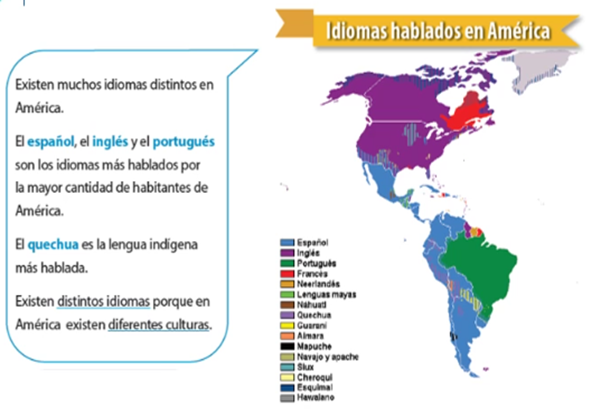 Idiomas hablados en América
Existen muchos idiomas distintos en
América.
El español, el inglés y el portugués
son los idiomas más hablados por
la mayor cantidad de habitantes de
América.
El quechua es la lengua indígena
más hablada.
Existen distintos idiomas porque en
América existen diferentes culturas.
Español
Inglés
Portugués
Francés
Neerlandés
Lenguas mayas
Náhuatl
Quechua
Guaraní
Aimara
Mapuche
Navajo y apache
Siux
Cheroqui
Esquimal
Hawaiano